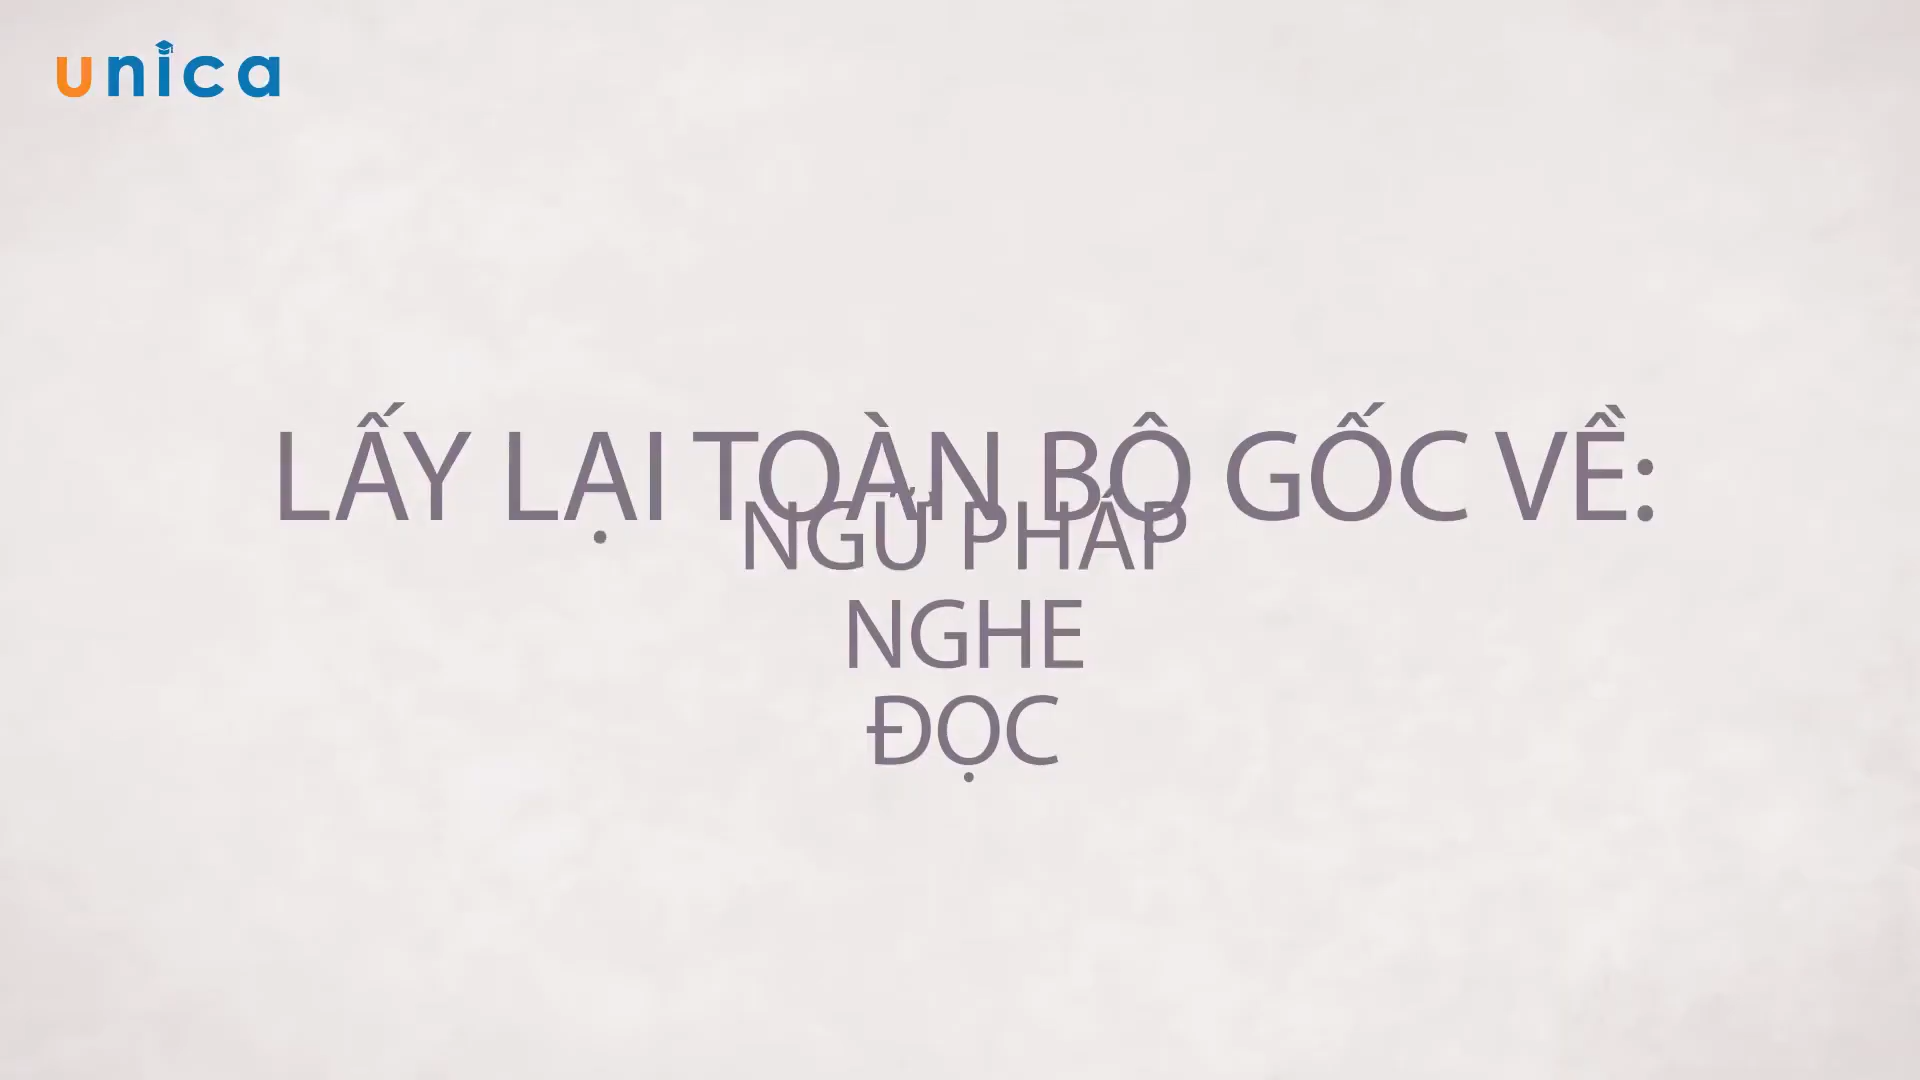 unica
LẤY LẠI TOÀN BỘ GỐC VỀ:
NGỮ PHÁP
NGHE
ĐỌC